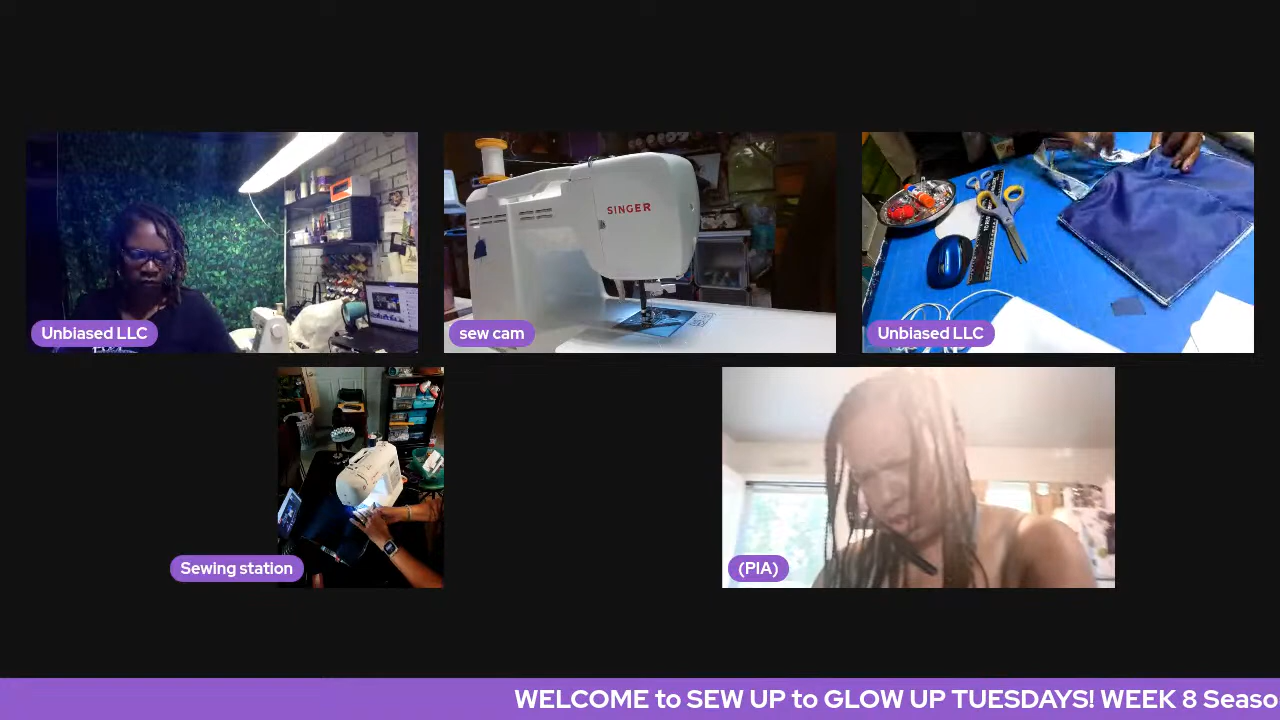 Unbiased LLC
SINGER
sew cam
Unbiased LLC
Sewing station
(PIA)
WELCOME to SEW UP to GLOW UP TUESDAYS! WEEK 8 Seaso